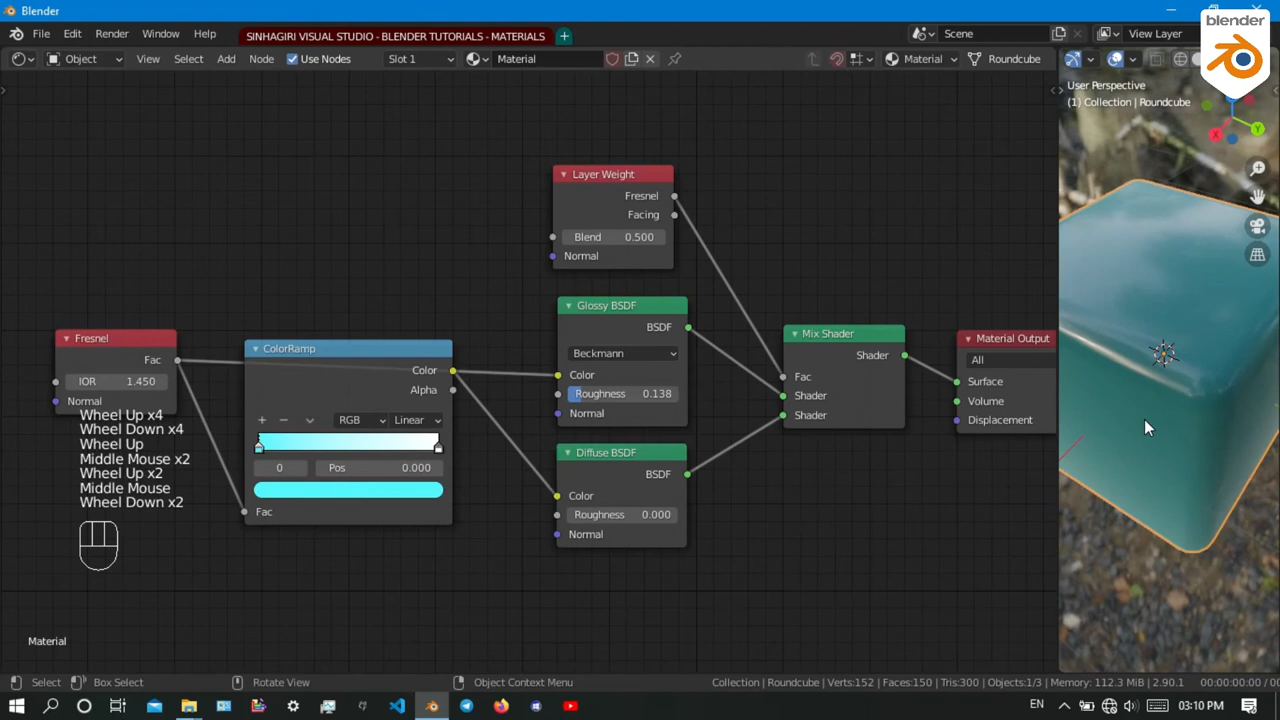 Blender
blender
File Edit Render Window Help
SINHAGIRI VISUAL STUDIO - BLENDER TUTORIALS - MATERIALS
Scene
View Layer
Object View Select Add Node Use Nodes Slot 1 Material Material Roundcube
User Perspective
(1) Collection | Roundcube
X
Y
Layer Weight
Fresnel
Facing
Blend 0.500
Normal
Glossy BSDF
BSDF
Beckmann
Color
Roughness 0.138
Normal
Fresnel
Fac
IOR 1.450
Normal
ColorRamp
Color
Alpha
RGB Linear
0 Pos 0.000
Fac
Mix Shader
Shader
Fac
Shader
Shader
Material Output
All
Surface
Volume
Displacement
Diffuse BSDF
BSDF
Color
Roughness 0.000
Normal
Wheel Up x4
Wheel Down x4
Wheel Up
Middle Mouse x2
Wheel Up x2
Middle Mouse
Wheel Down x2
Material
Select Box Select Rotate View Object Context Menu
Collection | Roundcube | Verts:152 | Faces:150 | Tris:300 | Objects:1/3 | Memory: 112.3 MiB | 2.90.1
00:00:00:00 / 00
EN
03:10 PM